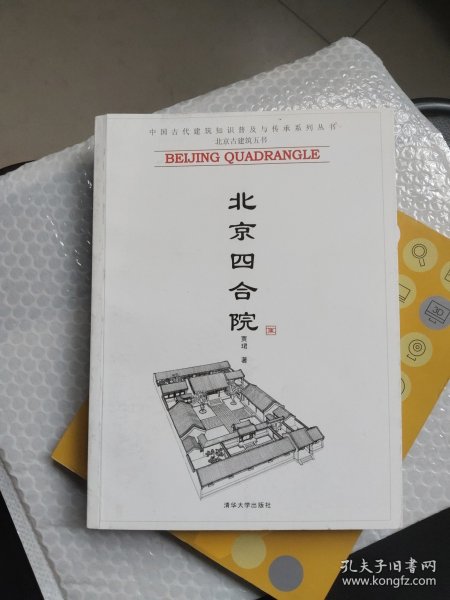 中国古代建筑知识普及与传承系列丛书
北京古建筑五书
BEIJING QUADRANGLE
北京四合院
贾珺 著
清华大学出版社
3D
孔夫子旧书网
www.kongfz.com